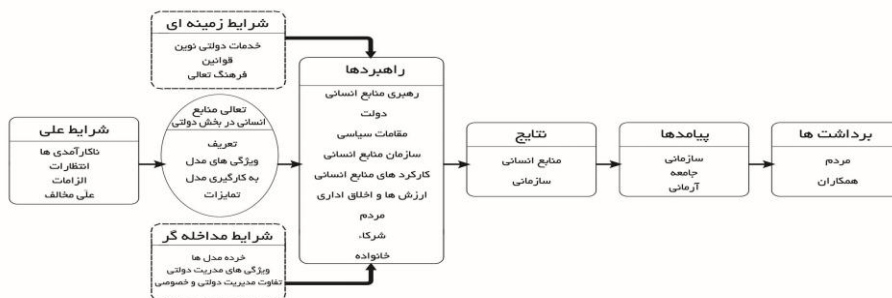 شرایط زمینه ای
خدمات دولتی نوین
قوانین
فرهنگ تعالی
شرایط علی
ناکارآمدی ها
انتظارات
الزامات
علّی مخالف
تعالی منابع
انسانی در بخش دولتی
تعریف
ویژگی های مدل
به کارگیری مدل
تمایزات
شرایط مداخله گر
خرده مدل ها
ویژگی های مدریت دولتی
تفاوت مدیریت دولتی و خصوصی
راهبردها
رهبری منابع انسانی
دولت
مقامات سیاسی
سازمان منابع انسانی
کارکرد های منابع انسانی
ارزش ها و اخلاق اداری
مردم
شرکاء
خانواده
نتایج
منابع انسانی
سازمانی
پیامدها
سازمانی
جامعه
آرمانی
برداشت ها
مردم
همکاران